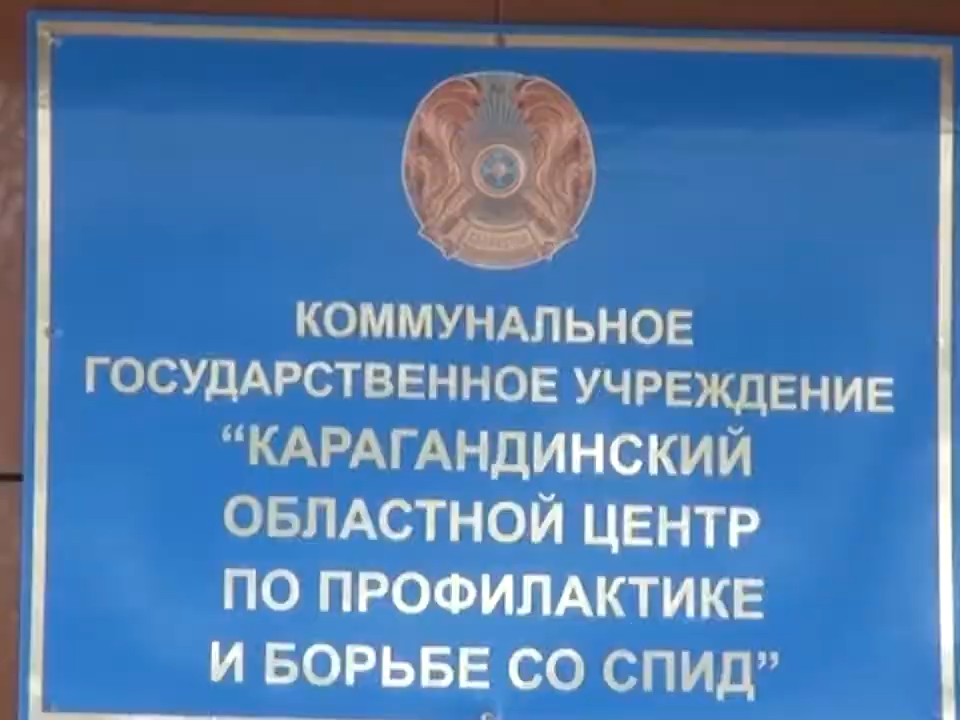 КОММУНАЛЬНОЕ
ГОСУДАРСТВЕННОЕ УЧРЕЖДЕНИЕ
“КАРАГАНДИНСКИЙ
ОБЛАСТНОЙ ЦЕНТР
ПО ПРОФИЛАКТИКЕ
И БОРЬБЕ СО СПИД”